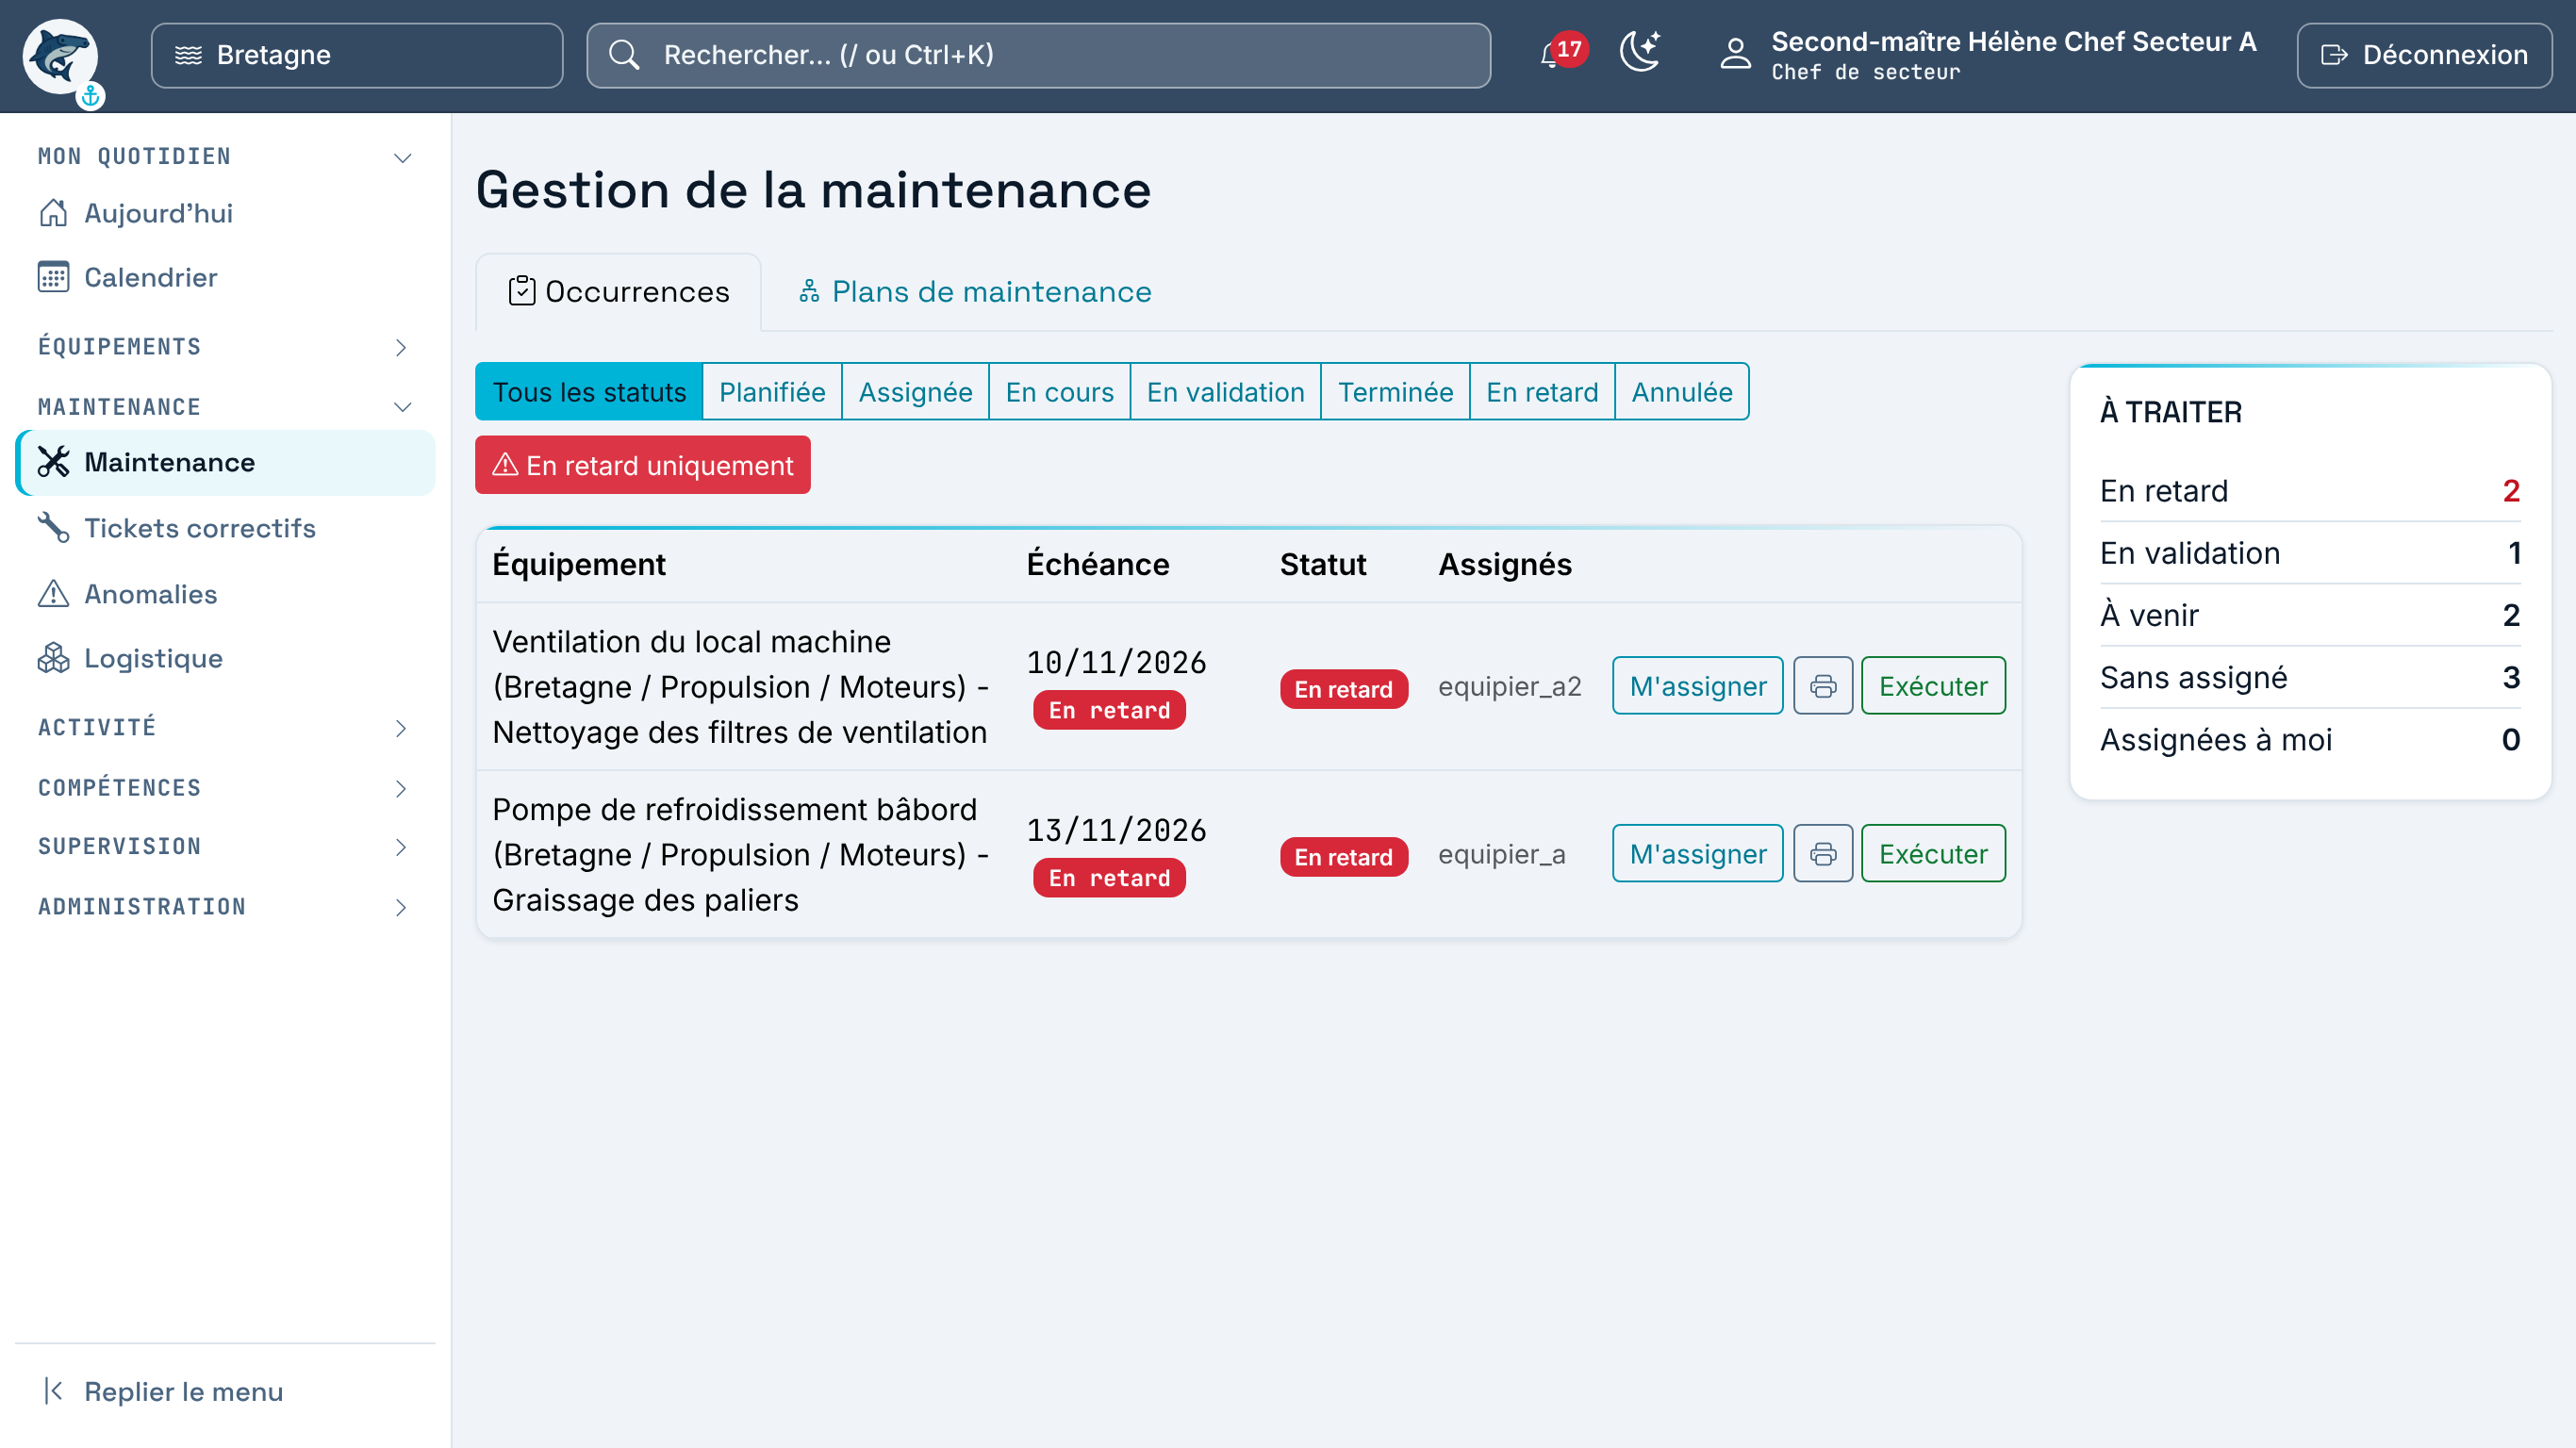 Bretagne
Rechercher... (/ ou Ctrl+K)
17
Second-maître Hélène Chef Secteur A
Chef de secteur
Déconnexion
MON QUOTIDIEN
Aujourd'hui
Calendrier
ÉQUIPEMENTS
MAINTENANCE
Maintenance
Tickets correctifs
Anomalies
Logistique
ACTIVITÉ
COMPÉTENCES
SUPERVISION
ADMINISTRATION
Replier le menu
Gestion de la maintenance
Occurrences
Plans de maintenance
Tous les statuts
Planifiée
Assignée
En cours
En validation
Terminée
En retard
Annulée
En retard uniquement
Équipement
Échéance
Statut
Assignés
Ventilation du local machine
(Bretagne / Propulsion / Moteurs) -
Nettoyage des filtres de ventilation
10/11/2026
En retard
En retard
equipier_a2
M'assigner
Exécuter
Pompe de refroidissement bâbord
(Bretagne / Propulsion / Moteurs) -
Graissage des paliers
13/11/2026
En retard
En retard
equipier_a
M'assigner
Exécuter
À TRAITER
En retard 2
En validation 1
À venir 2
Sans assigné 3
Assignées à moi 0